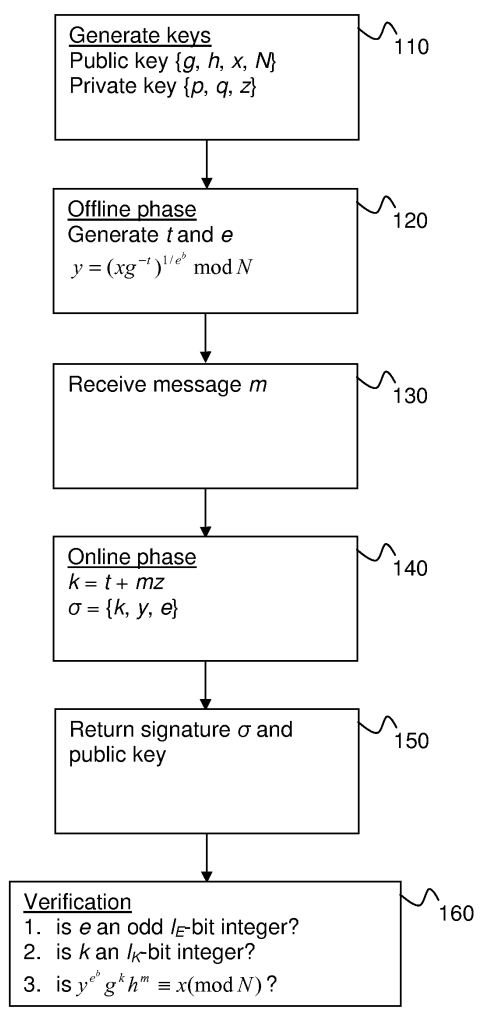 Generate keys
Public key {g, h, x, N}
Private key {p, q, z}
110
Offline phase
Generate t and e
y = (xg^{-t})^{1/e^b} mod N
120
Receive message m
130
Online phase
k = t + mz
σ = {k, y, e}
140
Return signature σ and
public key
150
Verification
1. is e an odd l_E-bit integer?
2. is k an l_K-bit integer?
3. is y^{e^b} g^k h^m ≡ x(mod N) ?
160